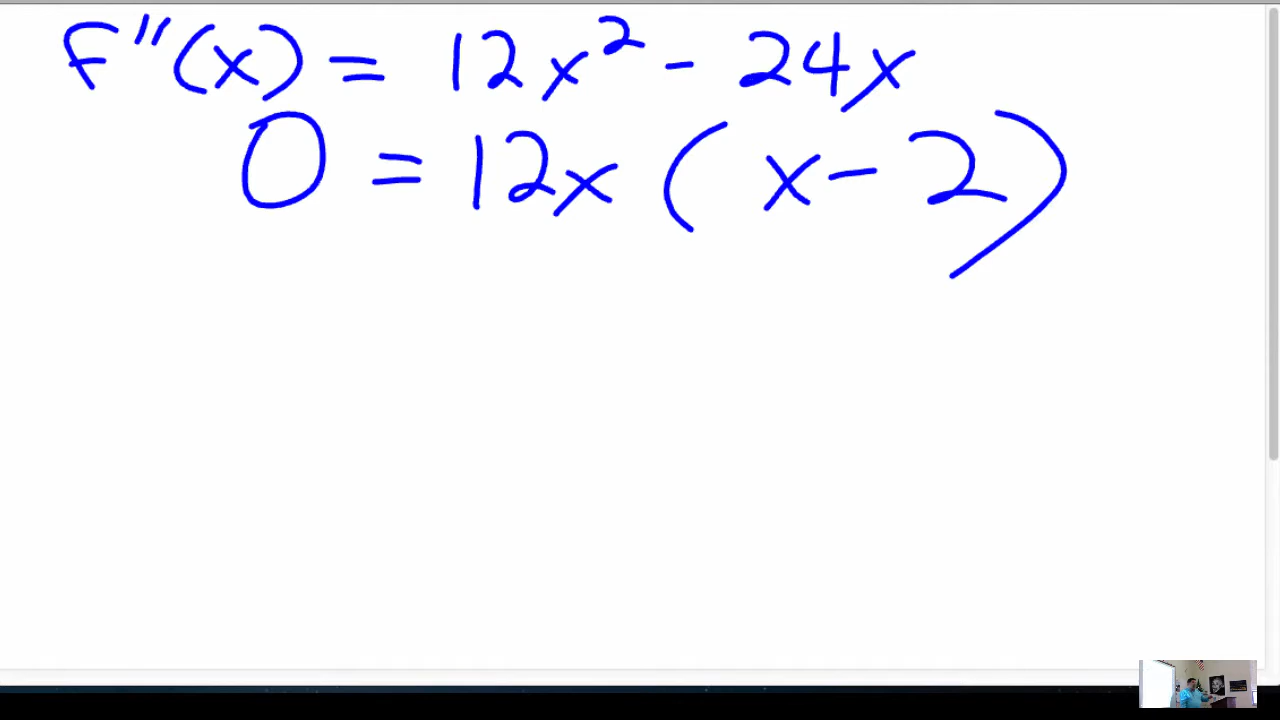 f''(x) = 12x² - 24x
0 = 12x ( x - 2 )